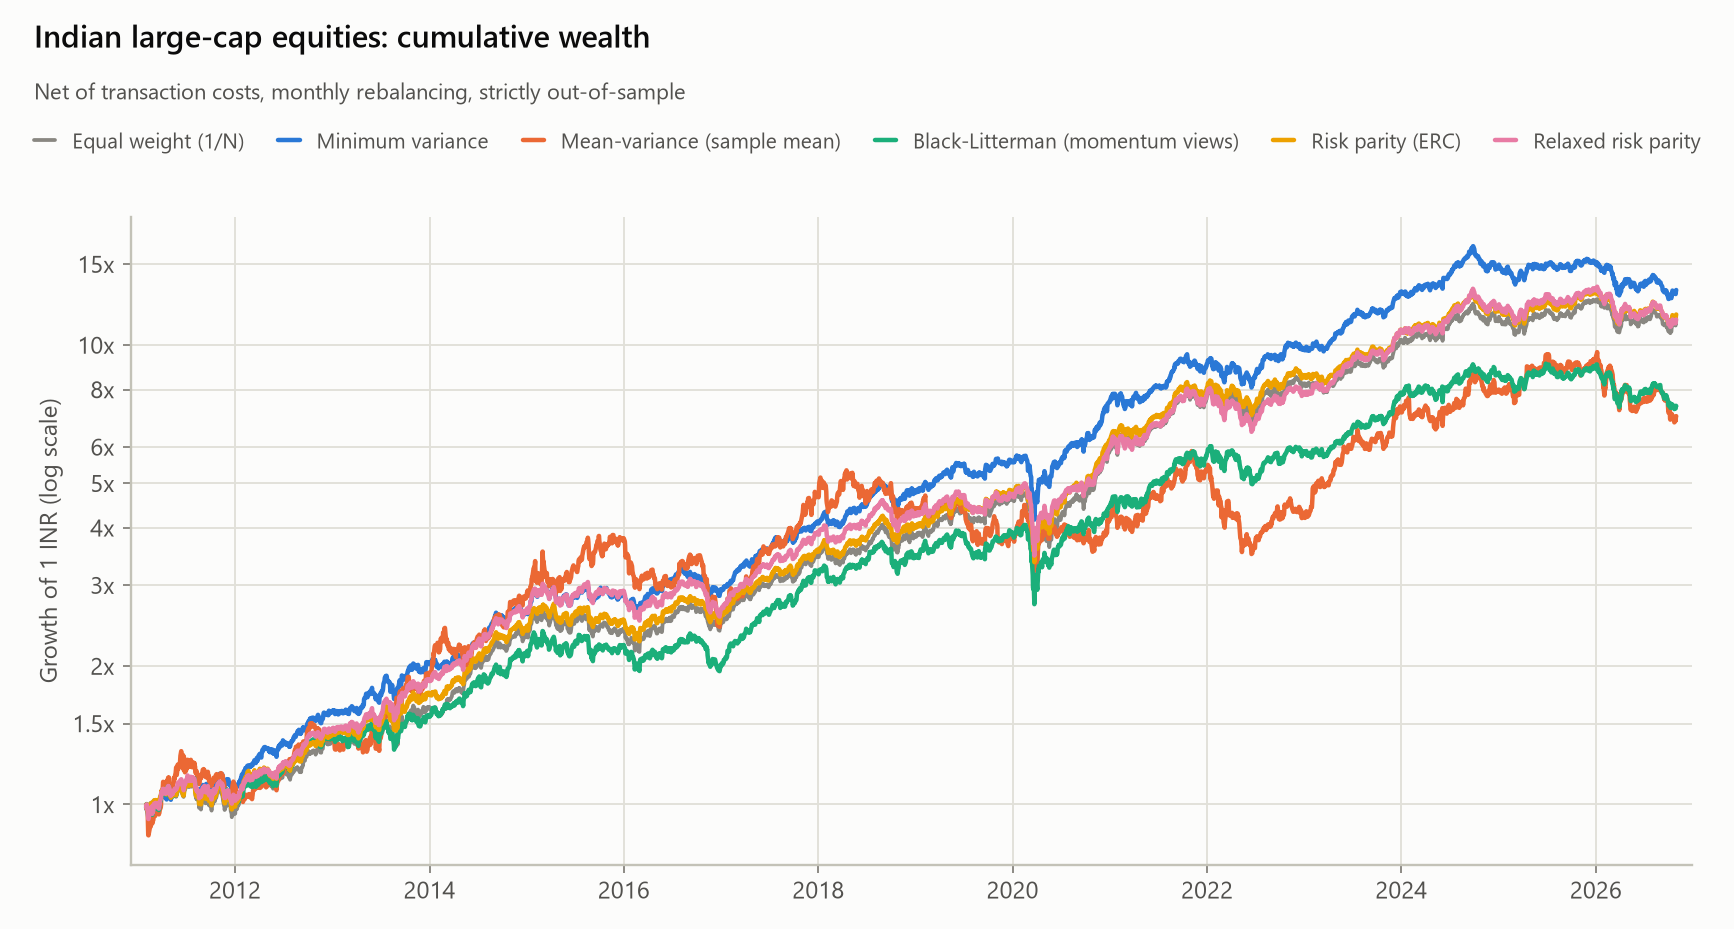 Indian large-cap equities: cumulative wealth
Net of transaction costs, monthly rebalancing, strictly out-of-sample
Equal weight (1/N) Minimum variance Mean-variance (sample mean) Black-Litterman (momentum views) Risk parity (ERC) Relaxed risk parity
Growth of 1 INR (log scale)
15x
10x
8x
6x
5x
4x
3x
2x
1.5x
1x
2012 2014 2016 2018 2020 2022 2024 2026